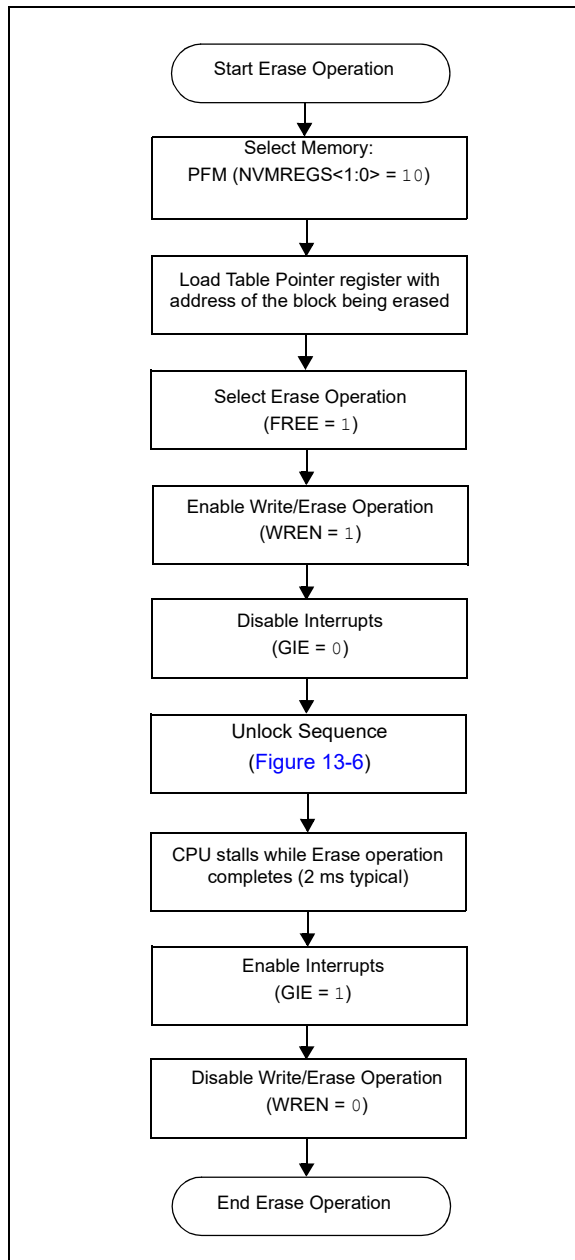 Start Erase Operation
Select Memory:
PFM (NVMREGS<1:0> = 10)
Load Table Pointer register with
address of the block being erased
Select Erase Operation
(FREE = 1)
Enable Write/Erase Operation
(WREN = 1)
Disable Interrupts
(GIE = 0)
Unlock Sequence
(Figure 13-6)
CPU stalls while Erase operation
completes (2 ms typical)
Enable Interrupts
(GIE = 1)
Disable Write/Erase Operation
(WREN = 0)
End Erase Operation